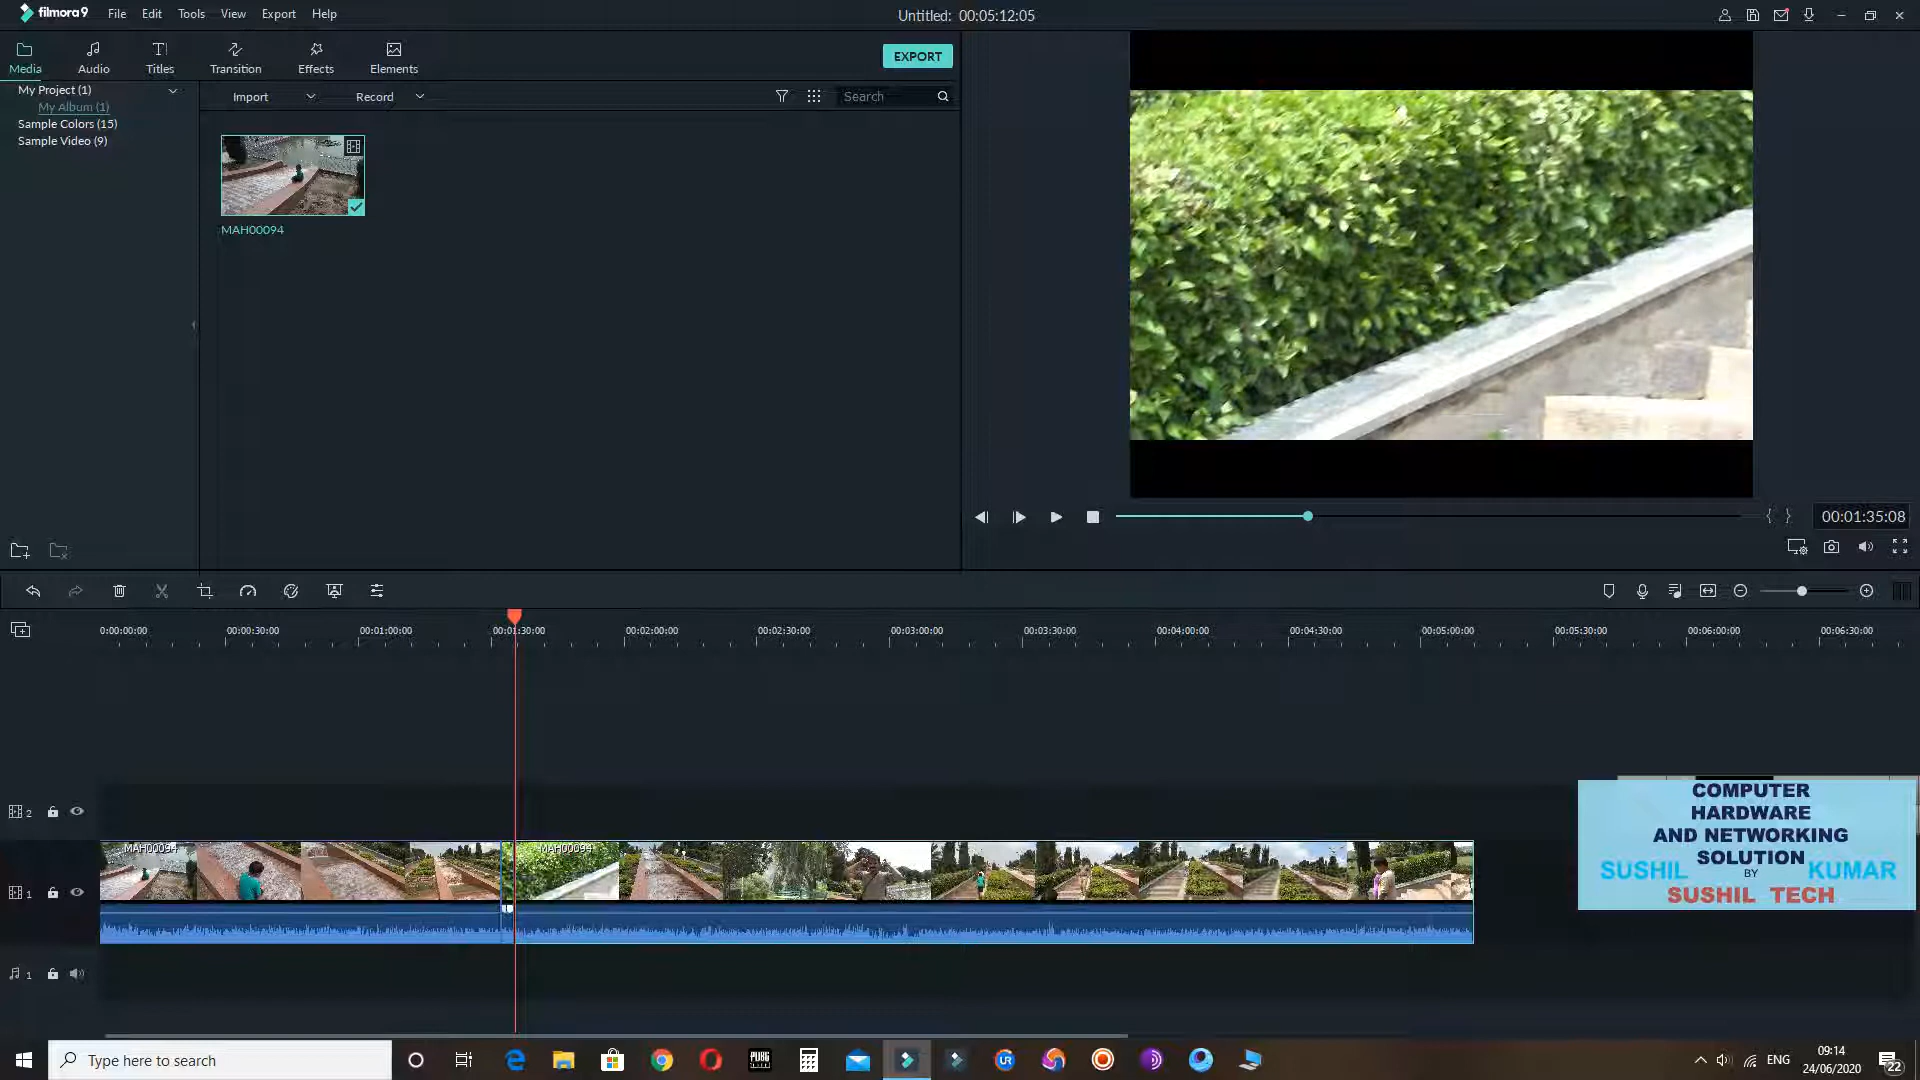 filmora9 File Edit Tools View Export Help Untitled: 00:05:12:05
Media Audio Titles Transition Effects Elements EXPORT
My Project (1)
My Album (1)
Sample Colors (15)
Sample Video (9)
Import Record Search
MAH00094
00:01:35:08
0:00:00:00 00:00:30:00 00:01:00:00 00:01:30:00 00:02:00:00 00:02:30:00 00:03:00:00 00:03:30:00 00:04:00:00 00:04:30:00 00:05:00:00 00:05:30:00 00:06:00:00 00:06:30:00
2
MAH00094 MAH00094
1
1
COMPUTER
HARDWARE
AND NETWORKING
SOLUTION
SUSHIL BY KUMAR
SUSHIL TECH
Type here to search
PUBG
UR
ENG
09:14
24/06/2020
22